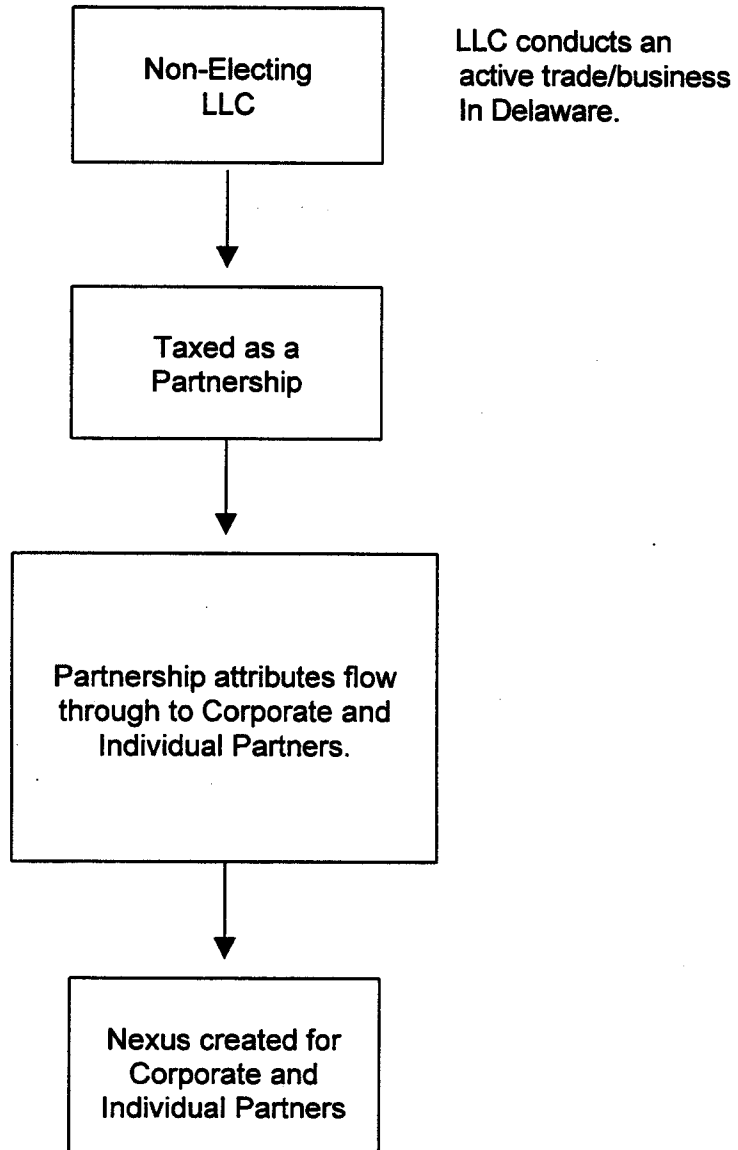 Non-Electing
LLC
LLC conducts an
active trade/business
In Delaware.
Taxed as a
Partnership
Partnership attributes flow
through to Corporate and
Individual Partners.
Nexus created for
Corporate and
Individual Partners